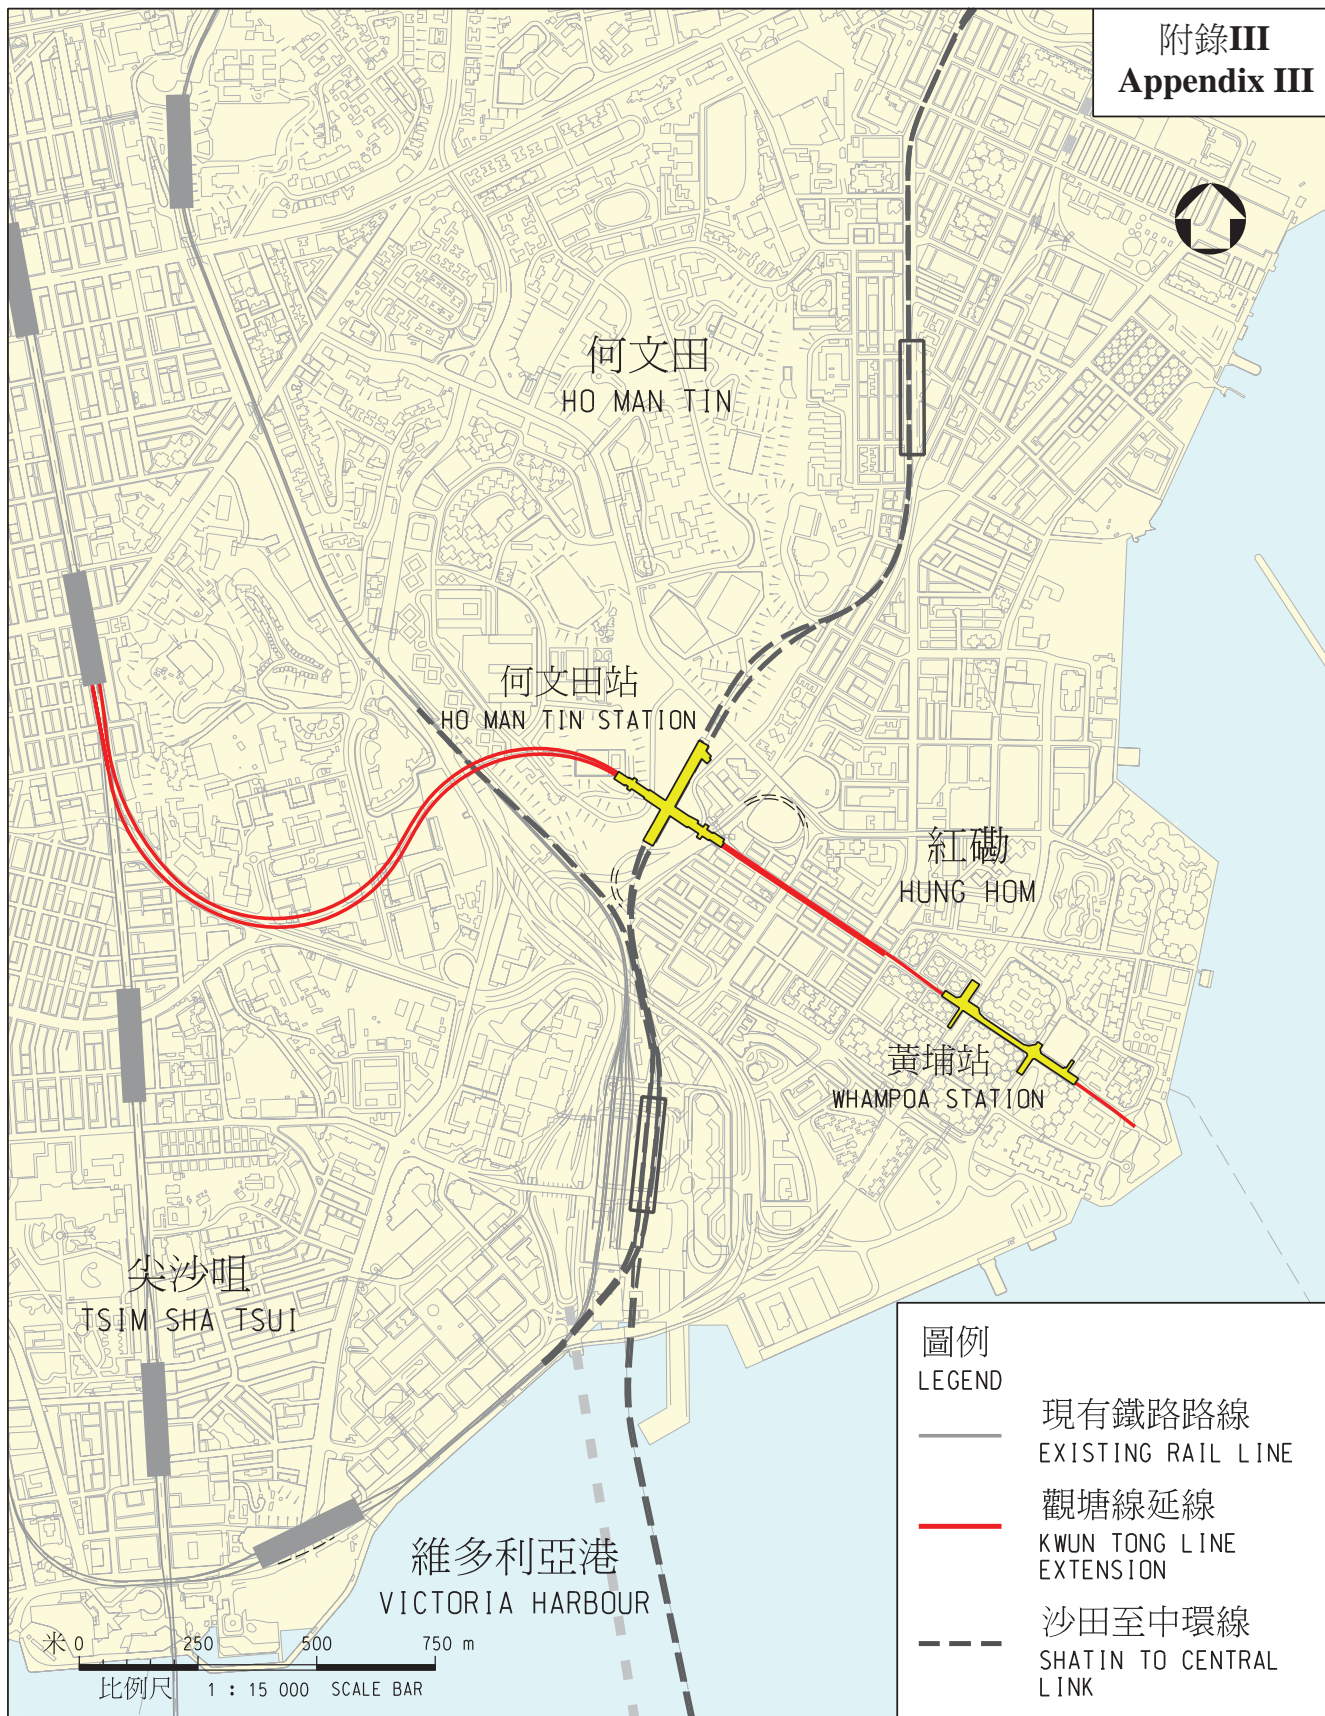 附錄III
Appendix III
何文田
HO MAN TIN
何文田站
HO MAN TIN STATION
紅磡
HUNG HOM
黃埔站
WHAMPOA STATION
尖沙咀
TSIM SHA TSUI
維多利亞港
VICTORIA HARBOUR
米 0 250 500 750 m
比例尺 1 : 15 000 SCALE BAR
圖例
LEGEND
現有鐵路路線
EXISTING RAIL LINE
觀塘線延線
KWUN TONG LINE
EXTENSION
沙田至中環線
SHATIN TO CENTRAL
LINK